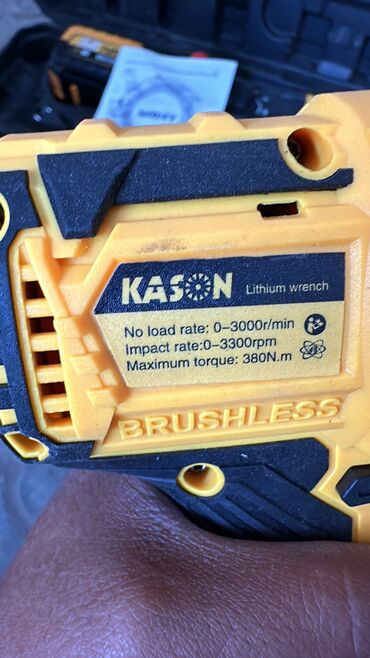 KASON
Lithium wrench
No load rate: 0–3000r/min
Impact rate:0–3300rpm
Maximum torque: 380N.m
BRUSHLESS